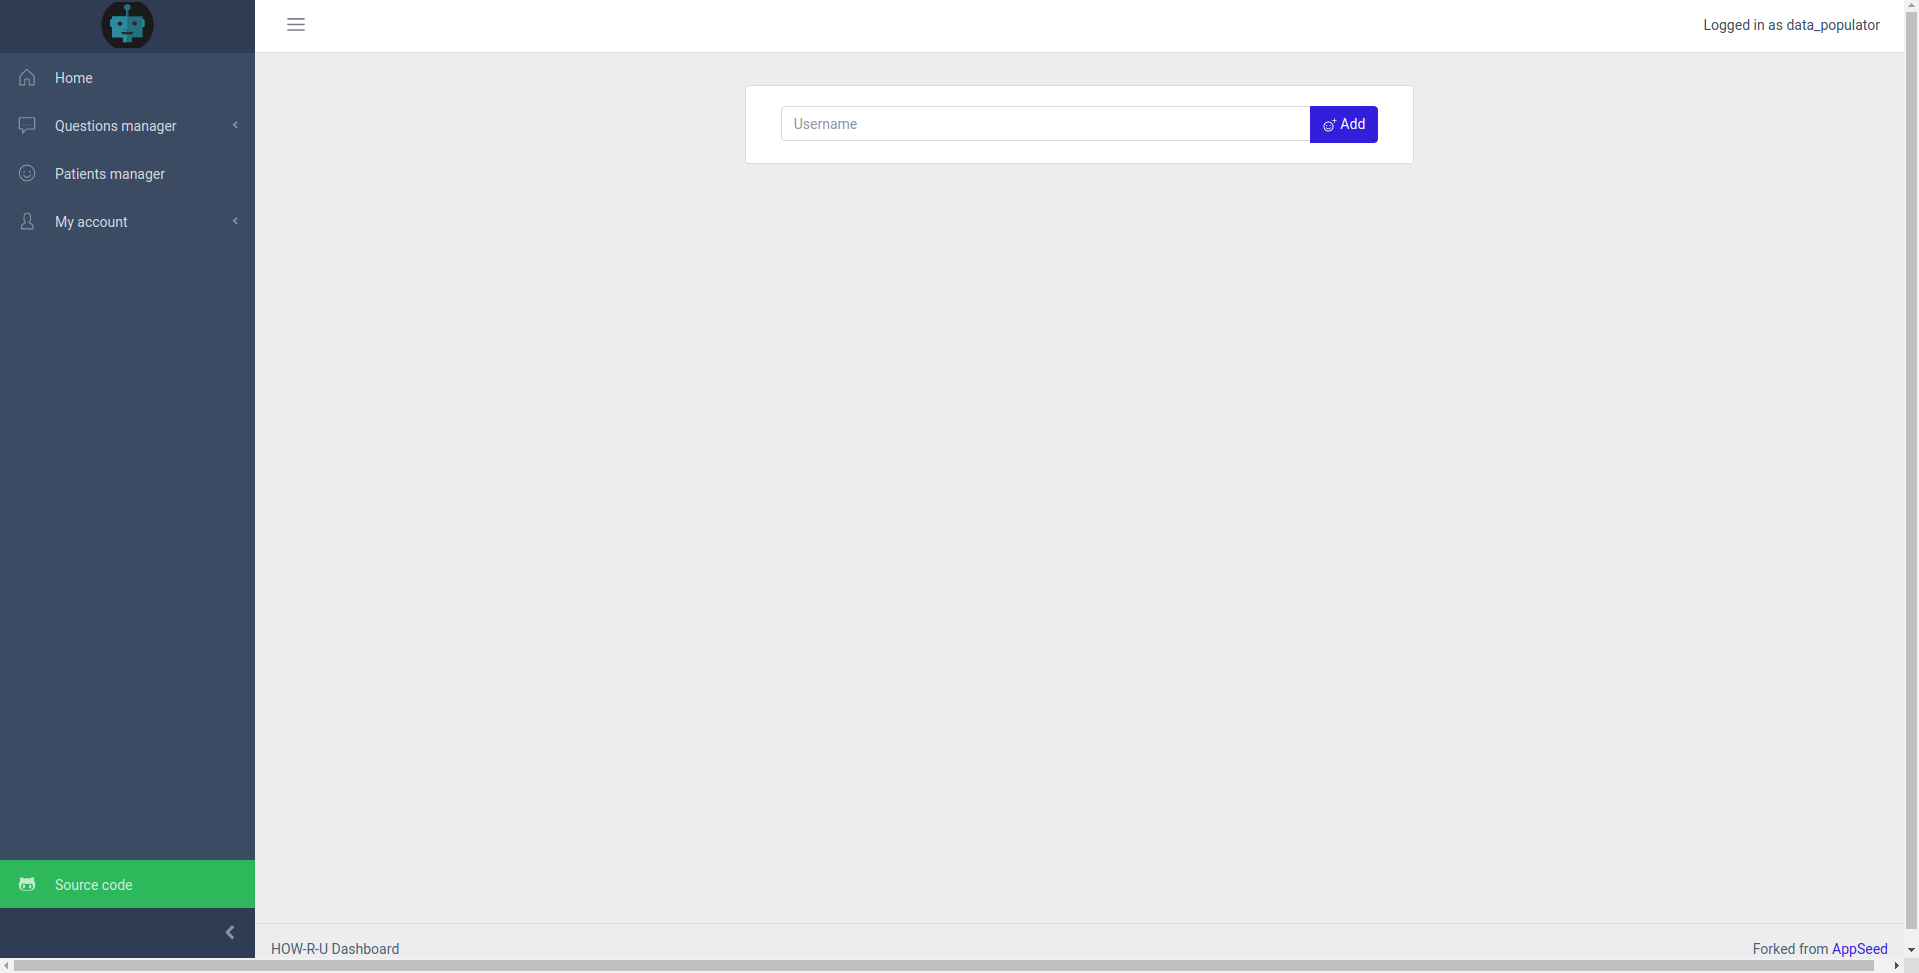 Logged in as data_populator
Home
Questions manager
Patients manager
My account
Username
Add
Source code
HOW-R-U Dashboard
Forked from AppSeed